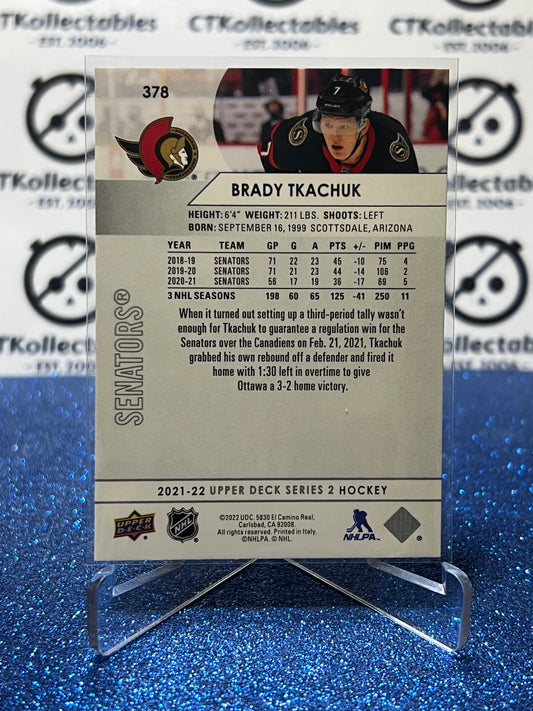 CTKollectables
EST. 2006
CTKollectables
EST. 2006
CTKollectables
EST. 2006
378
7
7
BRADY TKACHUK
HEIGHT: 6'4" WEIGHT: 211 LBS. SHOOTS: LEFT
BORN: SEPTEMBER 16, 1999 SCOTTSDALE, ARIZONA
YEAR TEAM GP G A PTS +/- PIM PPG
2018-19 SENATORS 71 22 23 45 -10 75 4
2019-20 SENATORS 71 21 23 44 -14 106 2
2020-21 SENATORS 56 17 19 36 -17 69 5
3 NHL SEASONS 198 60 65 125 -41 250 11
When it turned out setting up a third-period tally wasn't
enough for Tkachuk to guarantee a regulation win for the
Senators over the Canadiens on Feb. 21, 2021, Tkachuk
grabbed his own rebound off a defender and fired it
home with 1:30 left in overtime to give
Ottawa a 3-2 home victory.
SENATORS®
2021-22 UPPER DECK SERIES 2 HOCKEY
UPPER DECK
NHL
©2022 UDC. 5830 El Camino Real,
Carlsbad, CA 92008.
All rights reserved. Printed in Italy.
©NHLPA. © NHL.
NHLPA